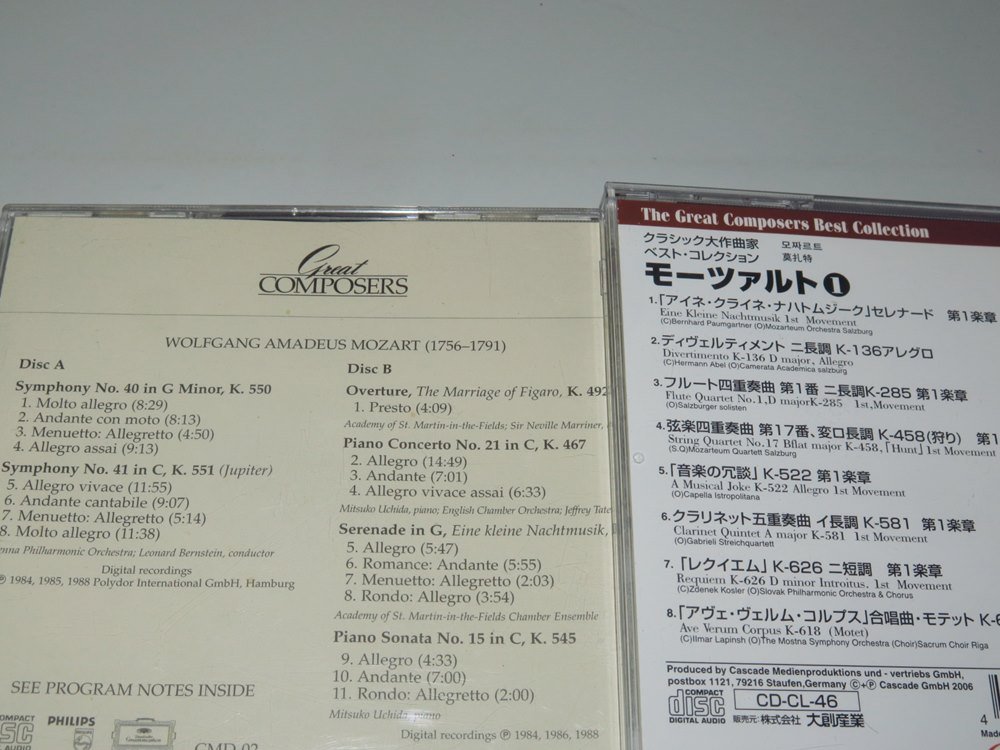 Great
COMPOSERS
WOLFGANG AMADEUS MOZART (1756–1791)
Disc A
Symphony No. 40 in G Minor, K. 550
1. Molto allegro (8:29)
2. Andante con moto (8:13)
3. Menuetto: Allegretto (4:50)
4. Allegro assai (9:13)
Symphony No. 41 in C, K. 551 (Jupiter)
5. Allegro vivace (11:55)
6. Andante cantabile (9:07)
7. Menuetto: Allegretto (5:14)
8. Molto allegro (11:38)
enna Philharmonic Orchestra; Leonard Bernstein, conductor
Digital recordings
℗ 1984, 1985, 1988 Polydor International GmbH, Hamburg
SEE PROGRAM NOTES INSIDE
COMPACT
DISC
DIGITAL AUDIO
PHILIPS
Deutsche Grammophon
CMD-02
Disc B
Overture, The Marriage of Figaro, K. 492
1. Presto (4:09)
Academy of St. Martin-in-the-Fields; Sir Neville Marriner,
Piano Concerto No. 21 in C, K. 467
2. Allegro (14:49)
3. Andante (7:01)
4. Allegro vivace assai (6:33)
Mitsuko Uchida, piano; English Chamber Orchestra; Jeffrey Tate
Serenade in G, Eine kleine Nachtmusik,
5. Allegro (5:47)
6. Romance: Andante (5:55)
7. Menuetto: Allegretto (2:03)
8. Rondo: Allegro (3:54)
Academy of St. Martin-in-the-Fields Chamber Ensemble
Piano Sonata No. 15 in C, K. 545
9. Allegro (4:33)
10. Andante (7:00)
11. Rondo: Allegretto (2:00)
Mitsuko Uchida, piano
Digital recordings ℗ 1984, 1986, 1988
The Great Composers Best Collection
クラシック大作曲家 모짜르트
ベスト・コレクション 莫扎特
モーツァルト❶
1.「アイネ・クライネ・ナハトムジーク」セレナード 第1楽章
Eine Kleine Nachtmusik 1st Movement
(C)Bernhard Paumgartner (O)Mozarteum Orchestra Salzburg
2.ディヴェルティメント ニ長調 K-136アレグロ
Divertimento K-136 D major, Allegro
(C)Hermann Abel (O)Camerata Academica salzburg
3.フルート四重奏曲 第1番 ニ長調K-285 第1楽章
Flute Quartet No.1,D majorK-285 1st,Movement
(O)Salzburger solisten
4.弦楽四重奏曲 第17番、変ロ長調 K-458(狩り) 第1
String Quartet No.17 Bflat major K-458,「Hunt」1st Movement
(S.Q)Mozarteum Quartett Salzburg
5.「音楽の冗談」K-522 第1楽章
A Musical Joke K-522 Allegro 1st Movement
(O)Capella Istropolitana
6.クラリネット五重奏曲 イ長調 K-581 第1楽章
Clarinet Quintet A major K-581 1st Movement
(O)Gabrieli Streichquartett
7.「レクイエム」K-626 ニ短調 第1楽章
Requiem K-626 D minor Introitus. 1st Movement
(C)Zdenek Kosler (O)Slovak Philharmonic Orchestra & Chorus
8.「アヴェ・ヴェルム・コルプス」合唱曲・モテット K-6
Ave Verum Corpus K-618 (Motet)
(C)Ilmar Lapinsh (O)The Mostna Symphony Orchestra (Choir)Sacrum Choir Riga
Produced by Cascade Medienproduktions und - vertriebs GmbH,
postbox 1121, 79216 Staufen,Germany ©+℗ Cascade GmbH 2006
COMPACT
disc
DIGITAL AUDIO
CD-CL-46
販売元:株式会社 大創産業
4
Made